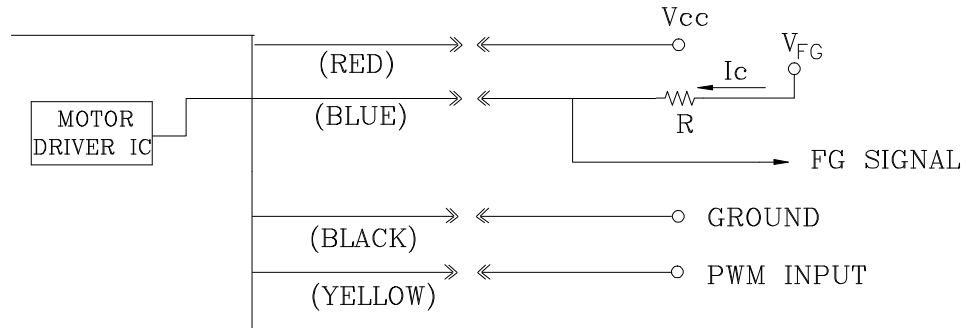 Vcc
(RED)
V_FG
Ic
(BLUE)
R
MOTOR
DRIVER IC
FG SIGNAL
(BLACK)
GROUND
(YELLOW)
PWM INPUT